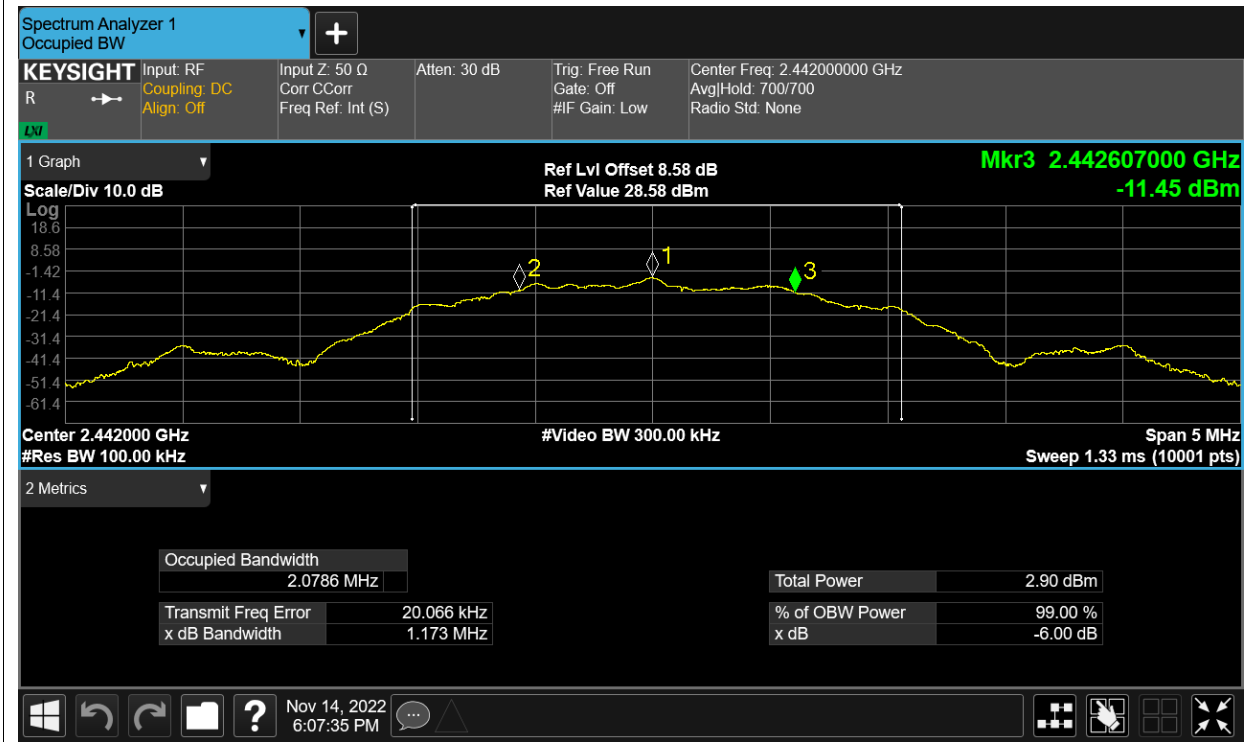 Spectrum Analyzer 1
Occupied BW
KEYSIGHT
R
LXI
Input: RF
Coupling: DC
Align: Off
Input Z: 50 Ω
Corr CCorr
Freq Ref: Int (S)
Atten: 30 dB
Trig: Free Run
Gate: Off
#IF Gain: Low
Center Freq: 2.442000000 GHz
Avg|Hold: 700/700
Radio Std: None
1 Graph
Scale/Div 10.0 dB
Ref Lvl Offset 8.58 dB
Ref Value 28.58 dBm
Mkr3 2.442607000 GHz
-11.45 dBm
Log
18.6
8.58
-1.42
-11.4
-21.4
-31.4
-41.4
-51.4
-61.4
2
1
3
Center 2.442000 GHz
#Res BW 100.00 kHz
#Video BW 300.00 kHz
Span 5 MHz
Sweep 1.33 ms (10001 pts)
2 Metrics
Occupied Bandwidth
2.0786 MHz
Transmit Freq Error 20.066 kHz
x dB Bandwidth 1.173 MHz
Total Power 2.90 dBm
% of OBW Power 99.00 %
x dB -6.00 dB
?
Nov 14, 2022
6:07:35 PM